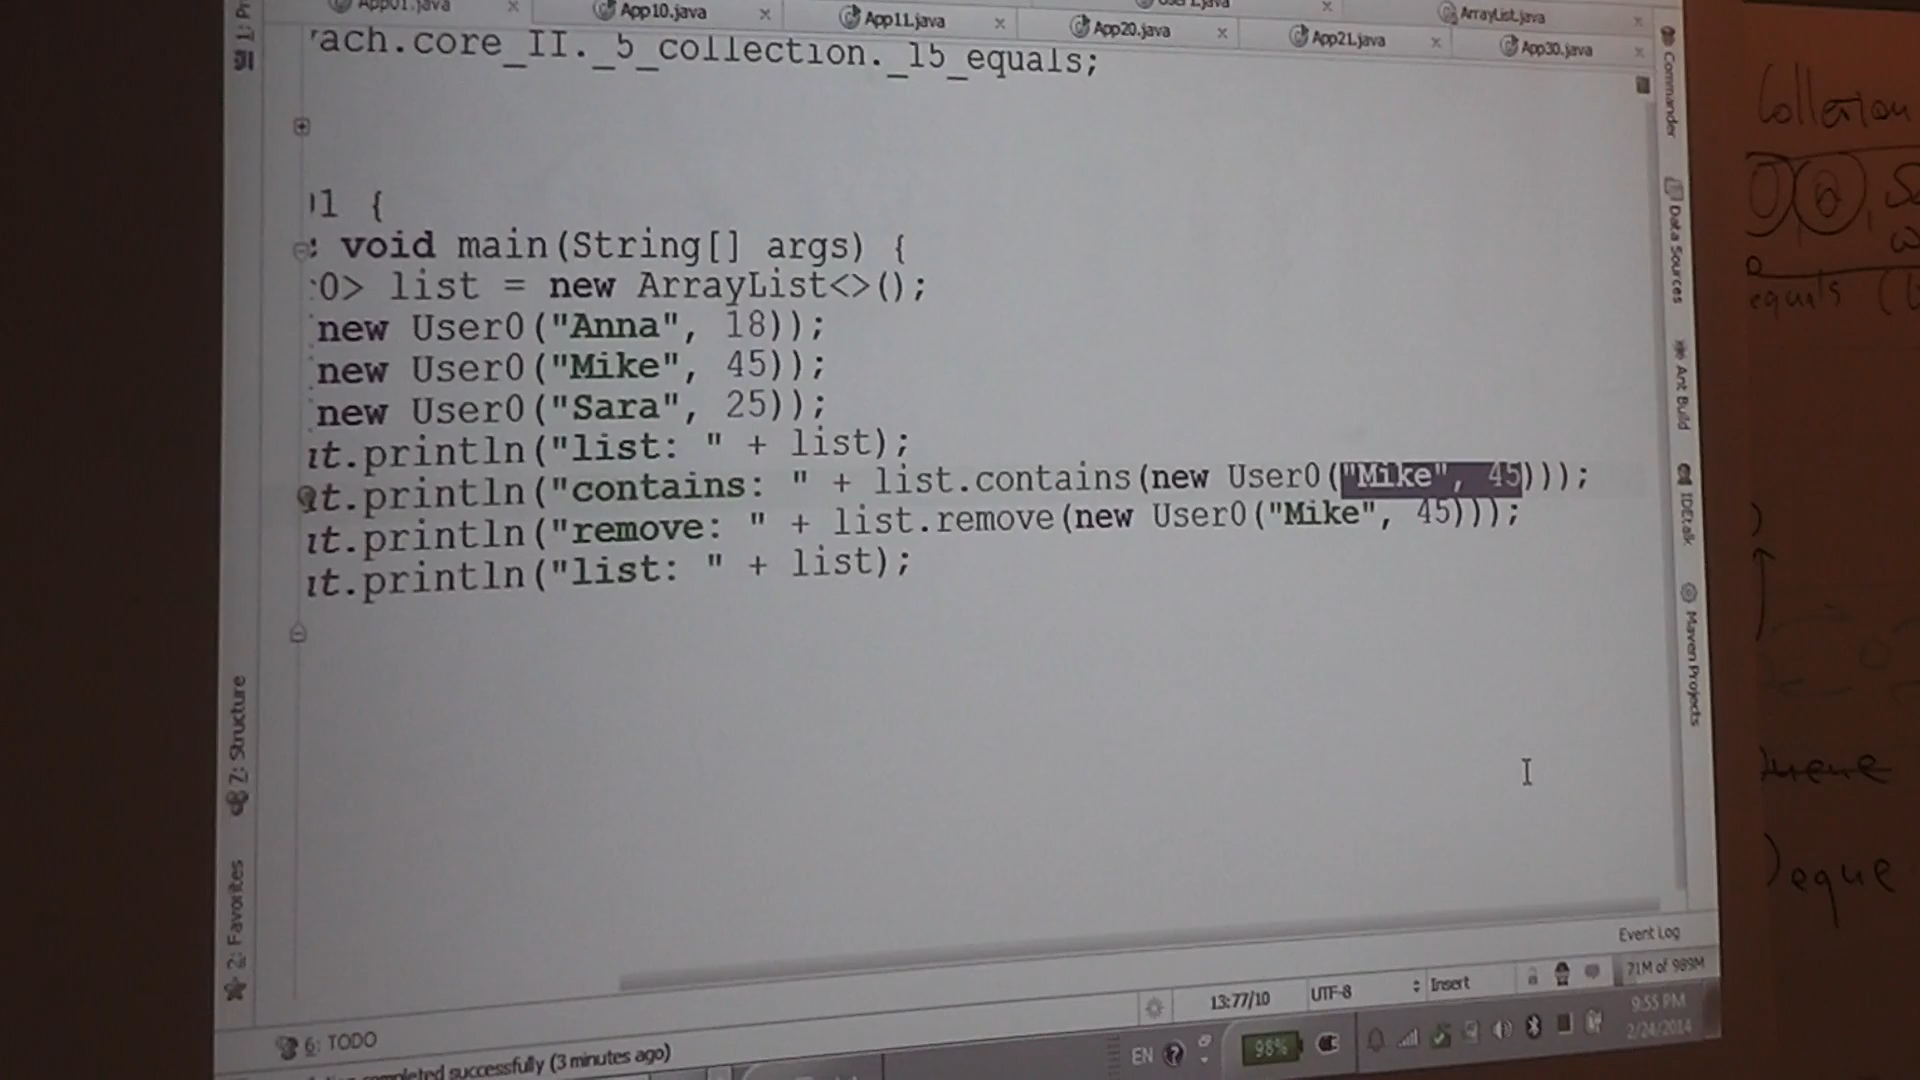 App01.java
App10.java
App11.java
App20.java
App21.java
ArrayList.java
App30.java
ach.core_II._5_collection._15_equals;
1 {
void main(String[] args) {
0> list = new ArrayList<>();
new User0("Anna", 18));
new User0("Mike", 45));
new User0("Sara", 25));
t.println("list: " + list);
t.println("contains: " + list.contains(new User0("Mike", 45)));
t.println("remove: " + list.remove(new User0("Mike", 45)));
t.println("list: " + list);
Commander
Data Sources
Ant Build
IDEtalk
Maven Projects
7: Structure
2: Favorites
Event Log
13:77/10
UTF-8
Insert
71M of 989M
6: TODO
completed successfully (3 minutes ago)
EN
98%
9:55 PM
2/24/2014
equals (
eque